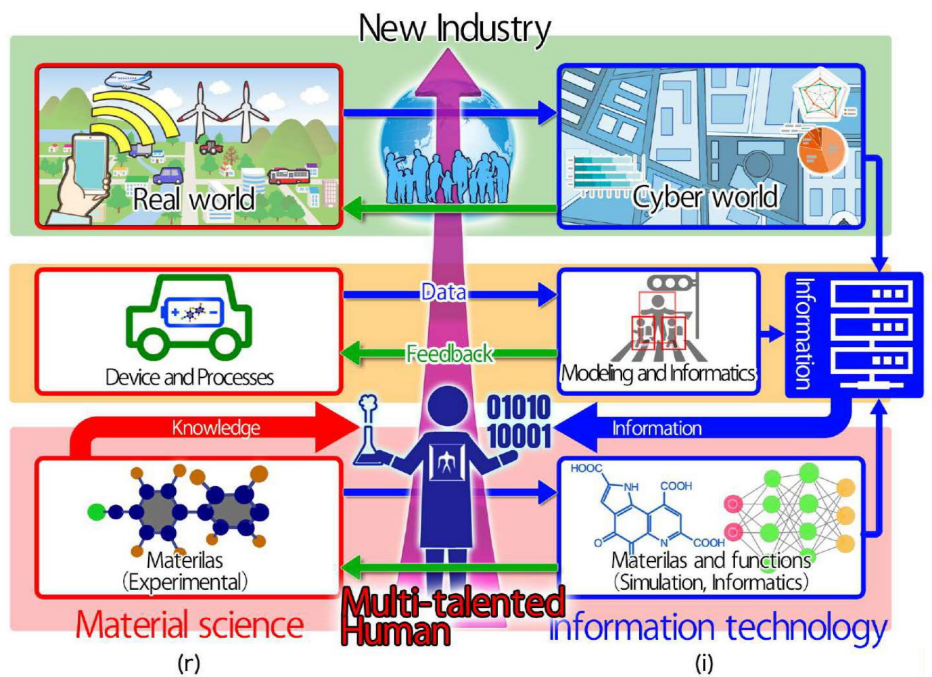 New Industry
Real world
Cyber world
Data
Feedback
Device and Processes
Modeling and Informatics
Information
Knowledge
01010
10001
Information
HOOC
NH
COOH
COOH
O
O
N
Materilas
(Experimental)
Materilas and functions
(Simulation, Informatics)
Multi-talented
Human
Material science
Information technology
(r)
(i)